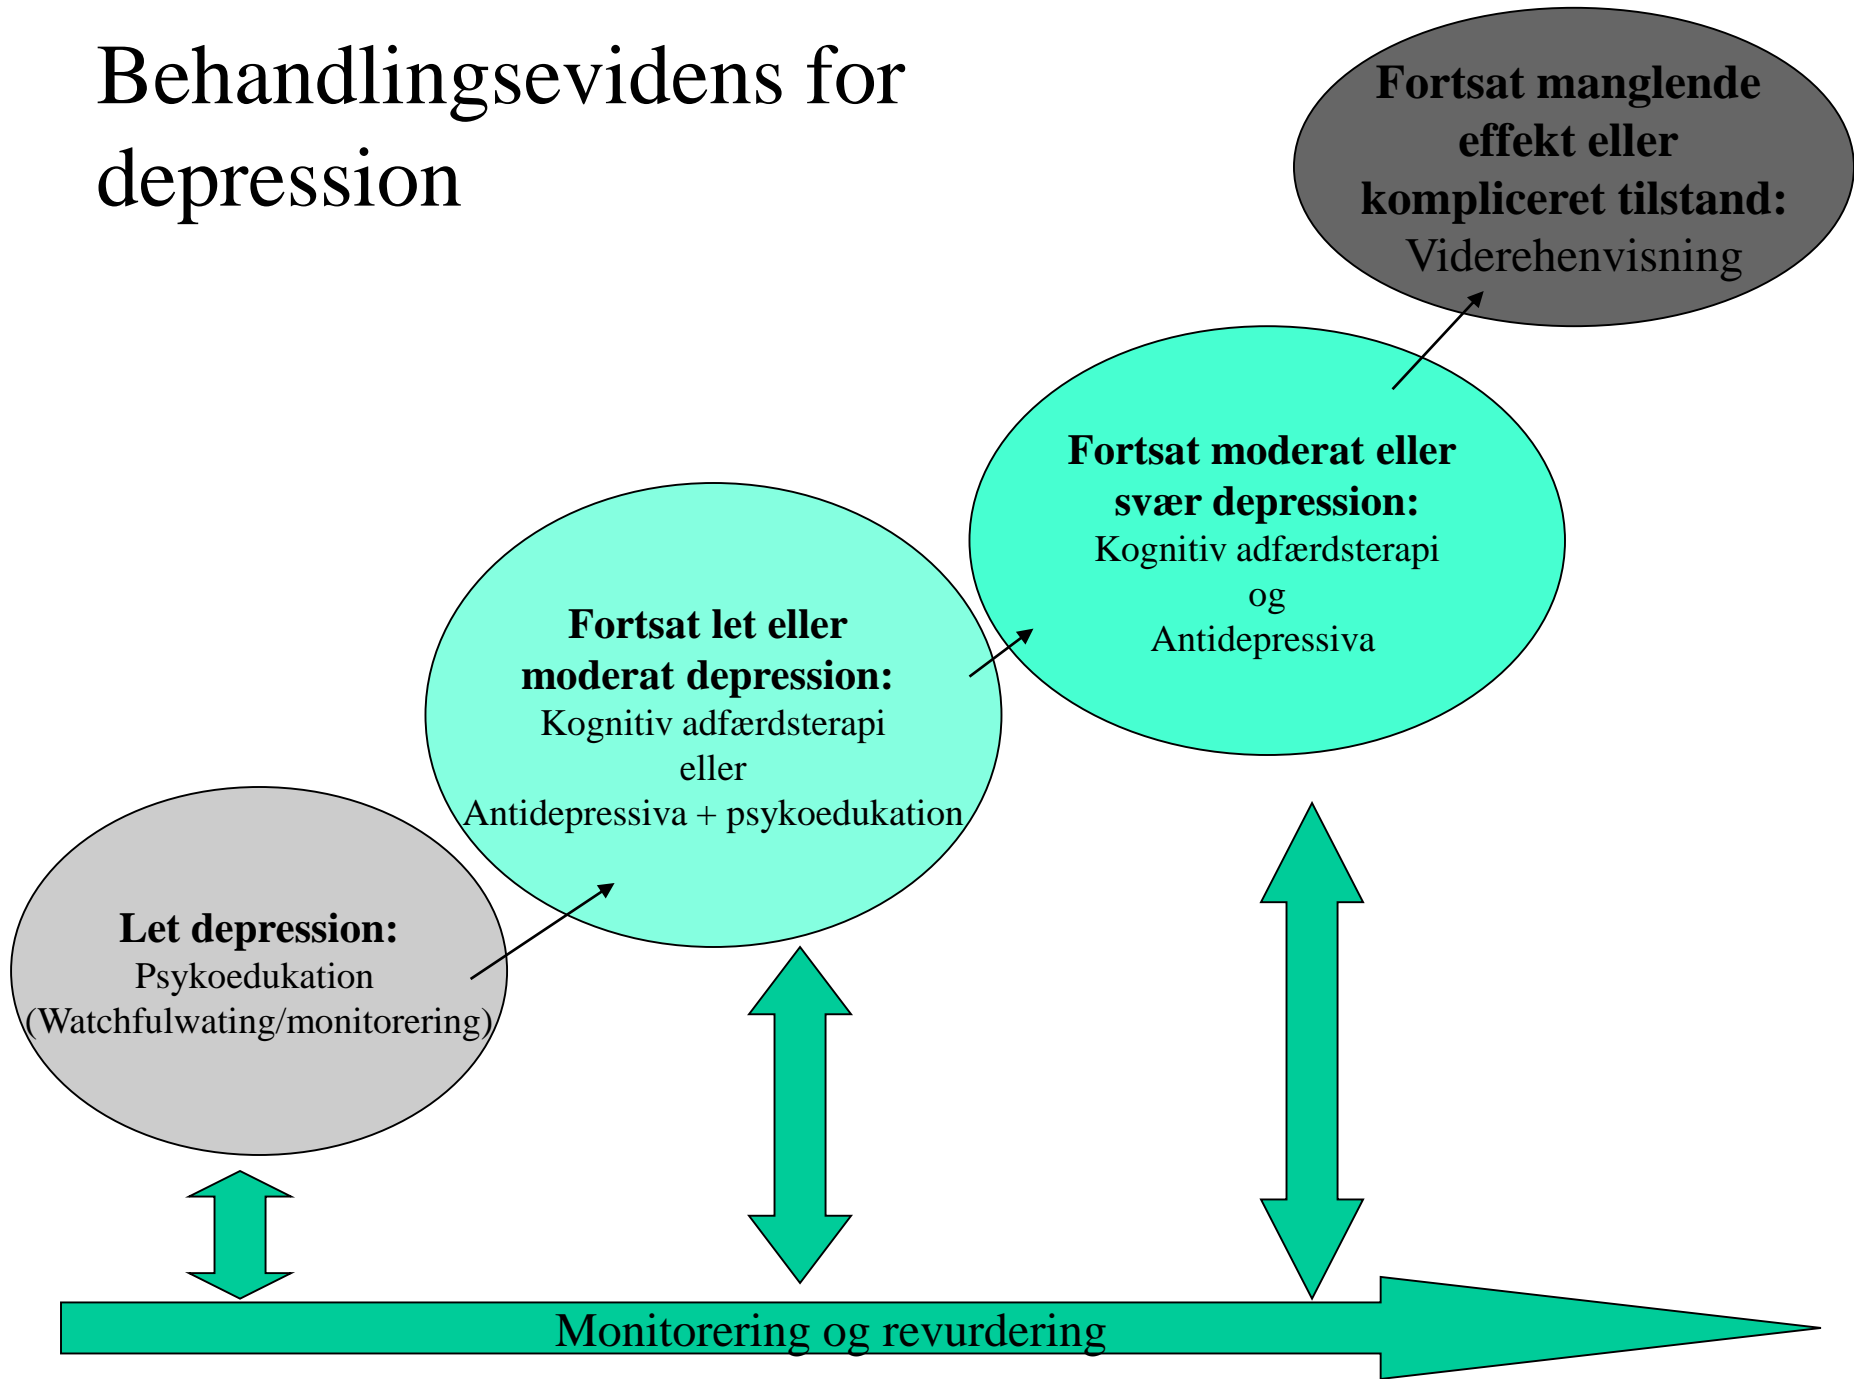 Behandlingsevidens for
depression
Fortsat manglende
effekt eller
kompliceret tilstand:
Viderehenvisning
Fortsat moderat eller
svær depression:
Kognitiv adfærdsterapi
og
Antidepressiva
Fortsat let eller
moderat depression:
Kognitiv adfærdsterapi
eller
Antidepressiva + psykoedukation
Let depression:
Psykoedukation
(Watchfulwating/monitorering)
Monitorering og revurdering